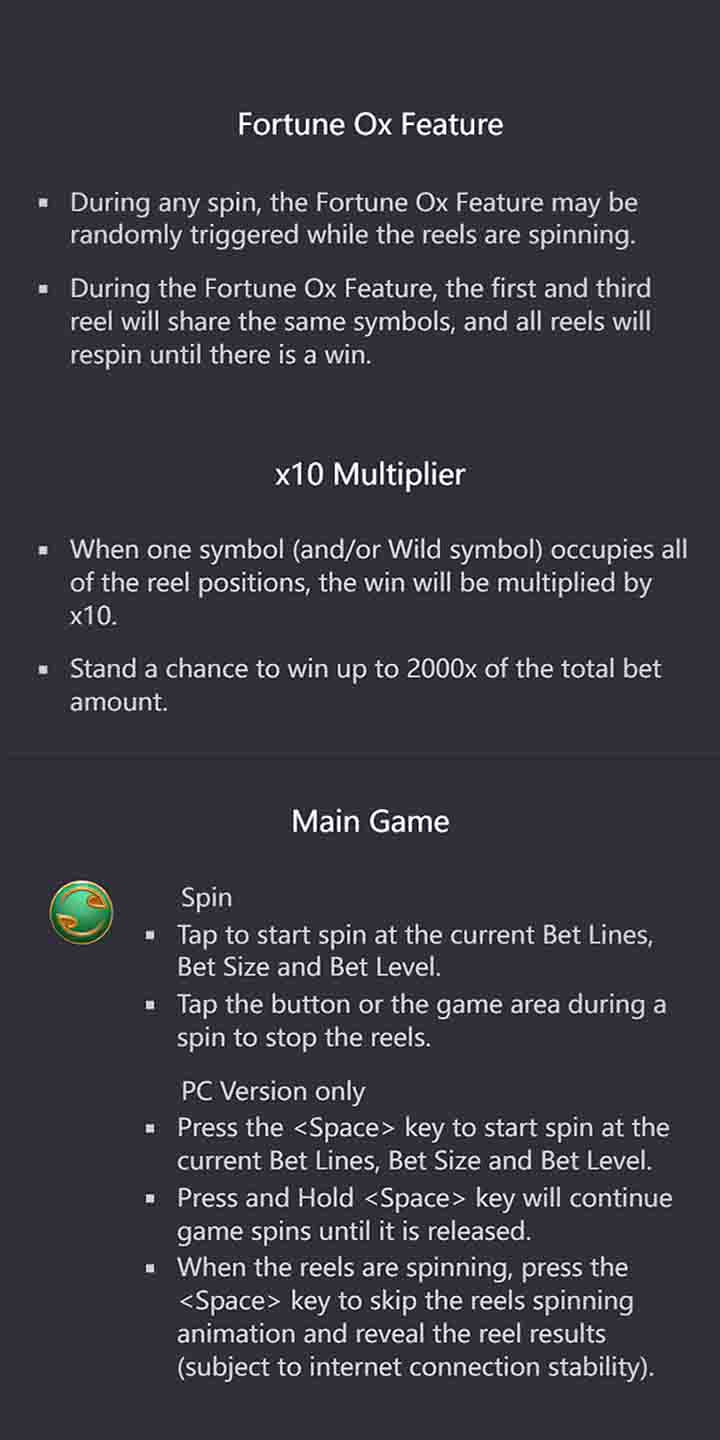 Fortune Ox Feature
▪ During any spin, the Fortune Ox Feature may be
randomly triggered while the reels are spinning.
▪ During the Fortune Ox Feature, the first and third
reel will share the same symbols, and all reels will
respin until there is a win.
x10 Multiplier
▪ When one symbol (and/or Wild symbol) occupies all
of the reel positions, the win will be multiplied by
x10.
▪ Stand a chance to win up to 2000x of the total bet
amount.
Main Game
Spin
▪ Tap to start spin at the current Bet Lines,
Bet Size and Bet Level.
▪ Tap the button or the game area during a
spin to stop the reels.
PC Version only
▪ Press the <Space> key to start spin at the
current Bet Lines, Bet Size and Bet Level.
▪ Press and Hold <Space> key will continue
game spins until it is released.
▪ When the reels are spinning, press the
<Space> key to skip the reels spinning
animation and reveal the reel results
(subject to internet connection stability).